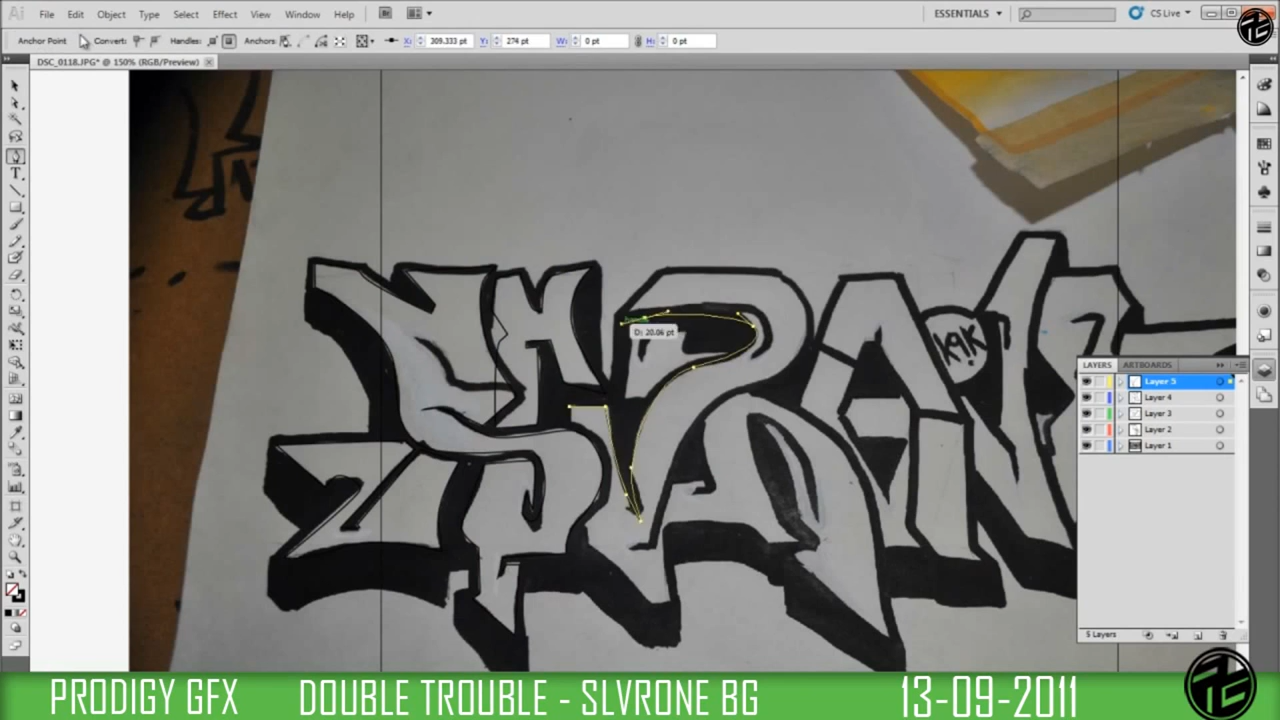 Ai File Edit Object Type Select Effect View Window Help ESSENTIALS CS Live
Anchor Point Convert: Handles: Anchors: X: 309.333 pt Y: 274 pt W: 0 pt H: 0 pt
DSC_0118.JPG* @ 150% (RGB/Preview)
D: 20.06 pt
K9K
LAYERS ARTBOARDS
Layer 5
Layer 4
Layer 3
Layer 2
Layer 1
5 Layers
PRODIGY GFX DOUBLE TROUBLE - SLVRONE BG 13-09-2011